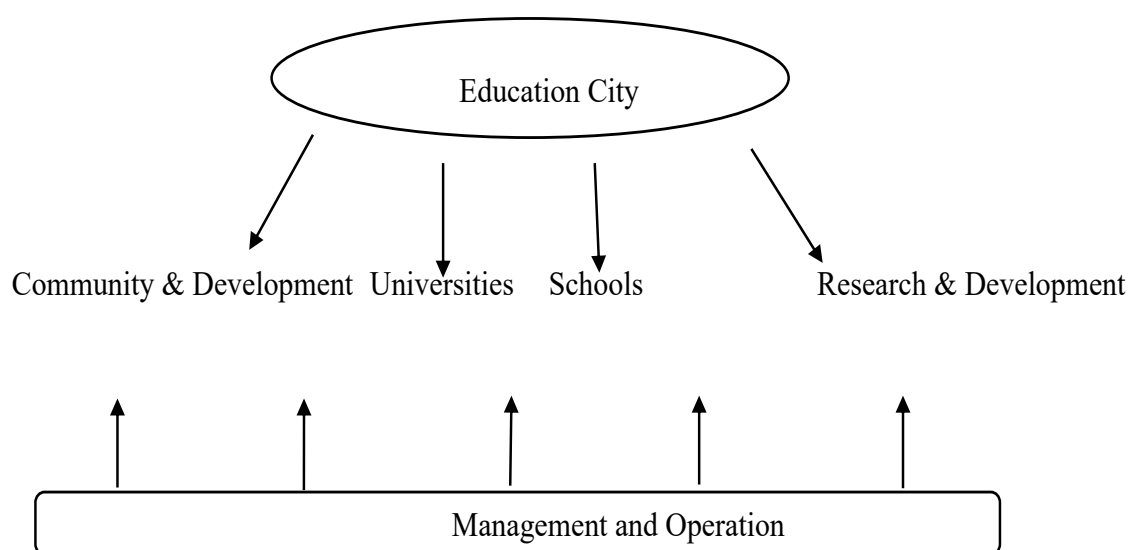 Education City
Community & Development Universities Schools Research & Development
Management and Operation